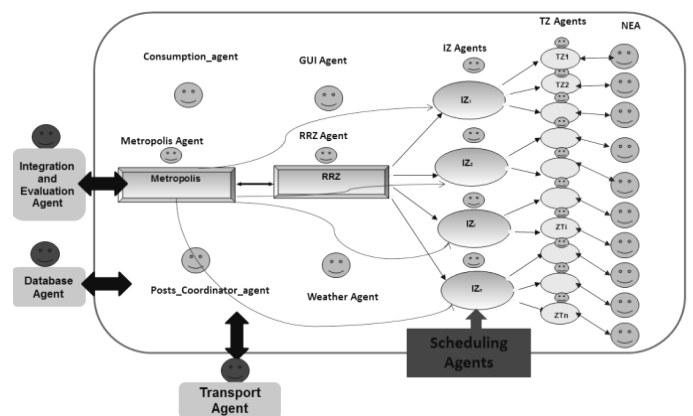 TZ Agents
NEA
Consumption_agent
GUI Agent
IZ Agents
TZ1
TZ2
IZ₁
Metropolis Agent
RRZ Agent
Integration
and
Evaluation
Agent
Metropolis
RRZ
IZ₂
IZᵢ
ZTi
Database
Agent
Posts_Coordinator_agent
Weather Agent
IZₙ
ZTn
Scheduling
Agents
Transport
Agent